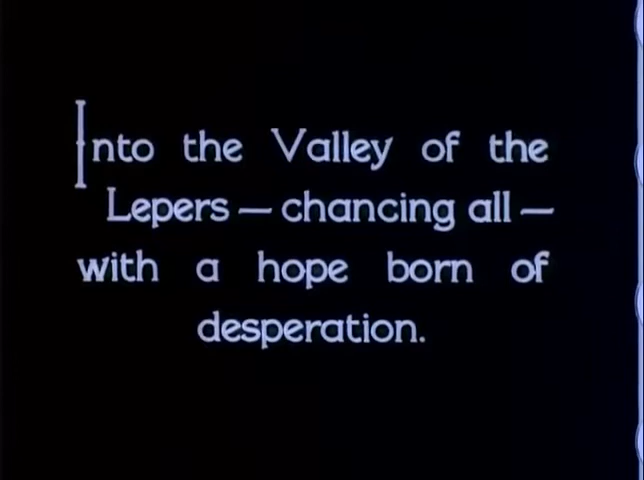 Into the Valley of the
Lepers — chancing all —
with a hope born of
desperation.